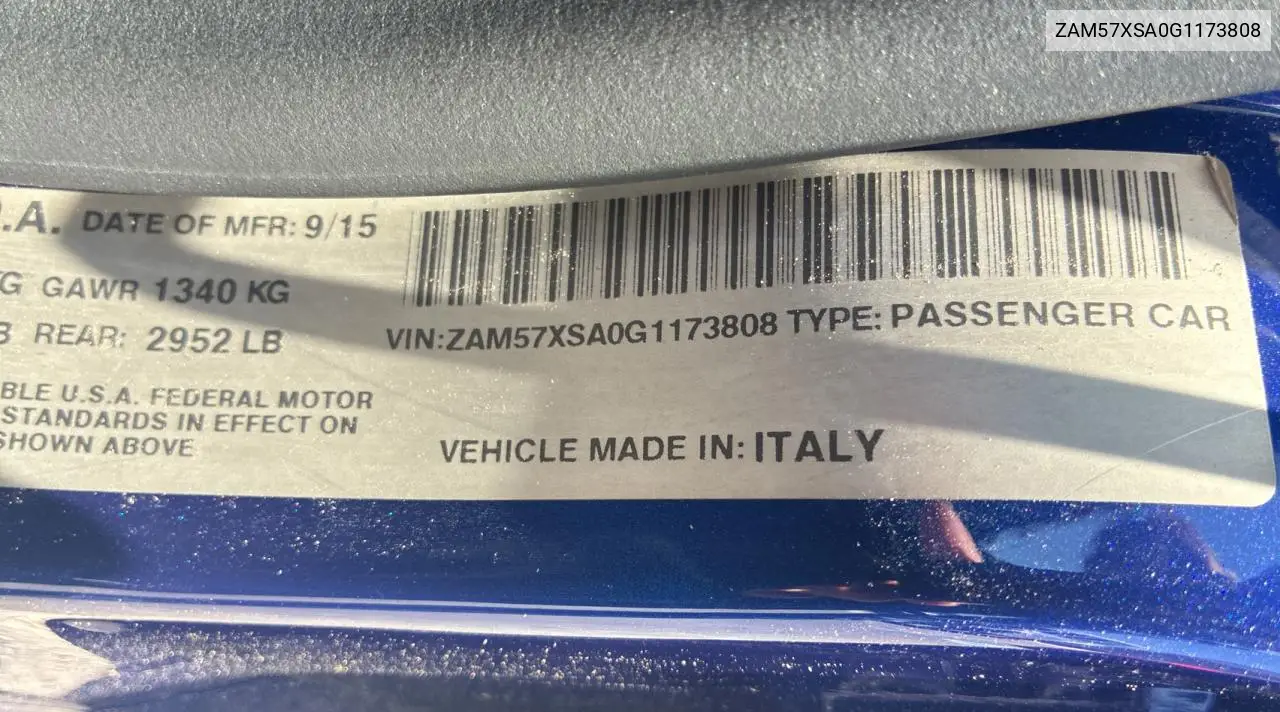 ZAM57XSA0G1173808
.A. DATE OF MFR: 9/15
G GAWR 1340 KG
B REAR: 2952 LB
VIN:ZAM57XSA0G1173808 TYPE: PASSENGER CAR
BLE U.S.A. FEDERAL MOTOR
STANDARDS IN EFFECT ON
SHOWN ABOVE
VEHICLE MADE IN: ITALY